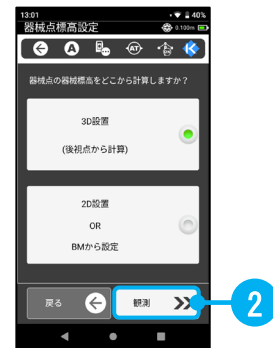 13:01
40%
器械点標高設定
0.100m
A
AT
器械点の器械標高をどこから計算しますか?
3D設置
(後視点から計算)
2D設置
OR
BMから設定
戻る
観測
2